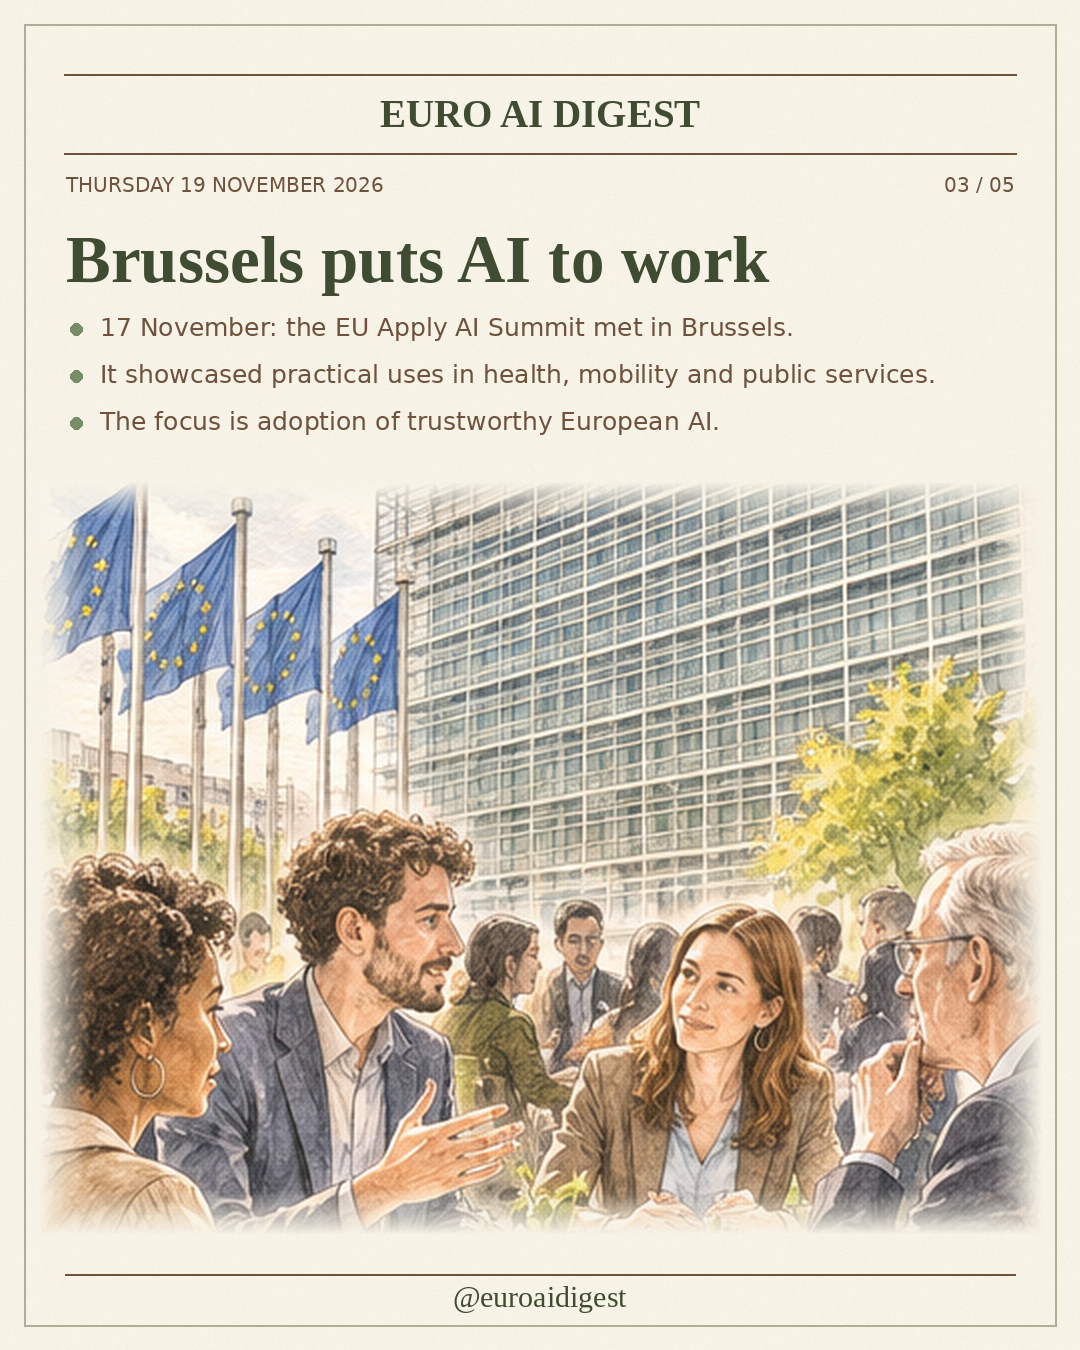 EURO AI DIGEST
THURSDAY 19 NOVEMBER 2026
03 / 05
Brussels puts AI to work
17 November: the EU Apply AI Summit met in Brussels.
It showcased practical uses in health, mobility and public services.
The focus is adoption of trustworthy European AI.
@euroaidigest